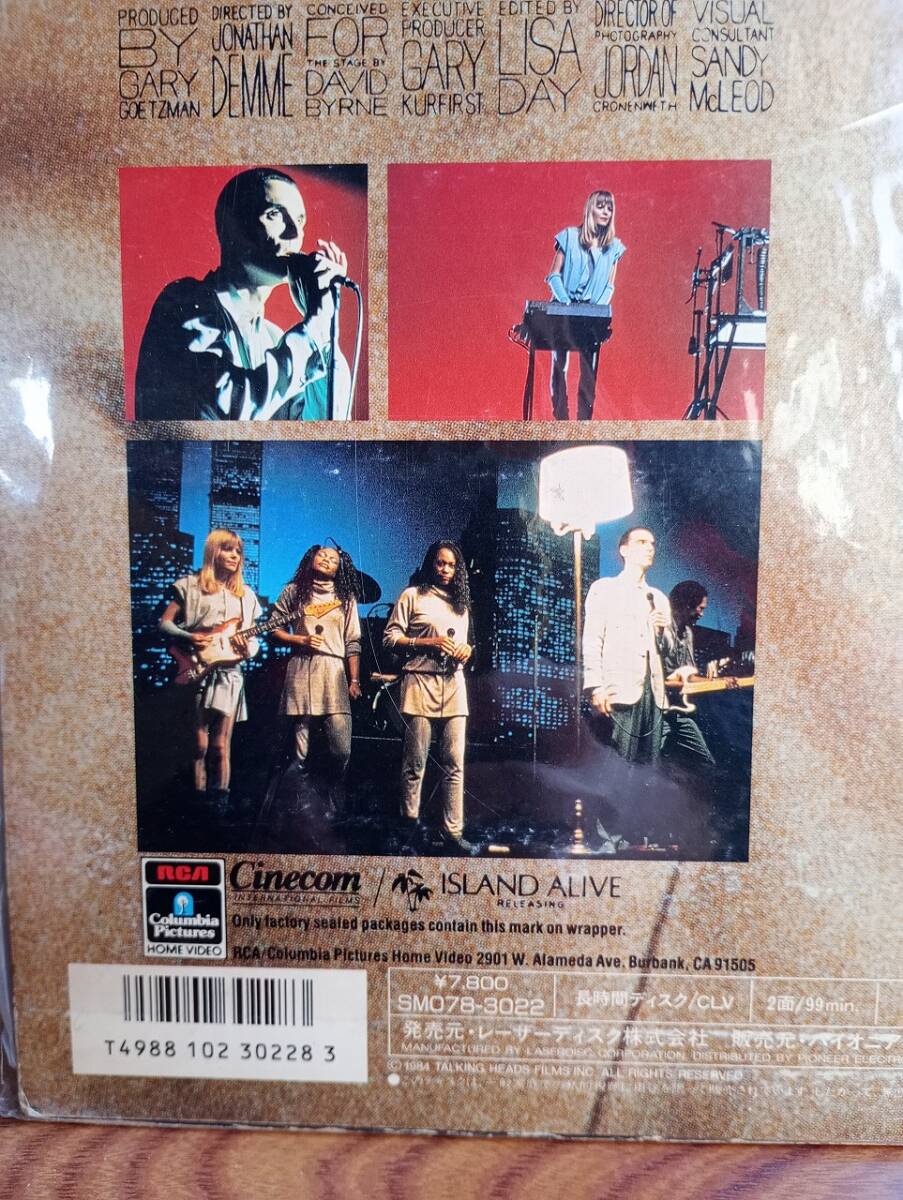 PRODUCED
BY
GARY
GOETZMAN
DIRECTED BY
JONATHAN
DEMME
CONCEIVED
FOR
THE STAGE BY
DAVID
BYRNE
EXECUTIVE
PRODUCER
GARY
KURFIRST
EDITED BY
LISA
DAY
DIRECTOR OF
PHOTOGRAPHY
JORDAN
CRONENWETH
VISUAL
CONSULTANT
SANDY
McLEOD
RCA
Columbia
Pictures
HOME VIDEO
Cinecom
INTERNATIONAL FILMS
/
ISLAND ALIVE
RELEASING
Only factory sealed packages contain this mark on wrapper.
RCA/Columbia Pictures Home Video 2901 W. Alameda Ave. Burbank, CA 91505
T4988 102 30228 3
¥7,800
SM078-3022
長時間ディスク/CLV
2面/99min.
発売元・レーザーディスク株式会社 販売元・パイオニア
MANUFACTURED BY LASERDISC CORPORATION. DISTRIBUTED BY PIONEER ELECTR
©1984 TALKING HEADS FILMS INC. ALL RIGHTS RESERVED